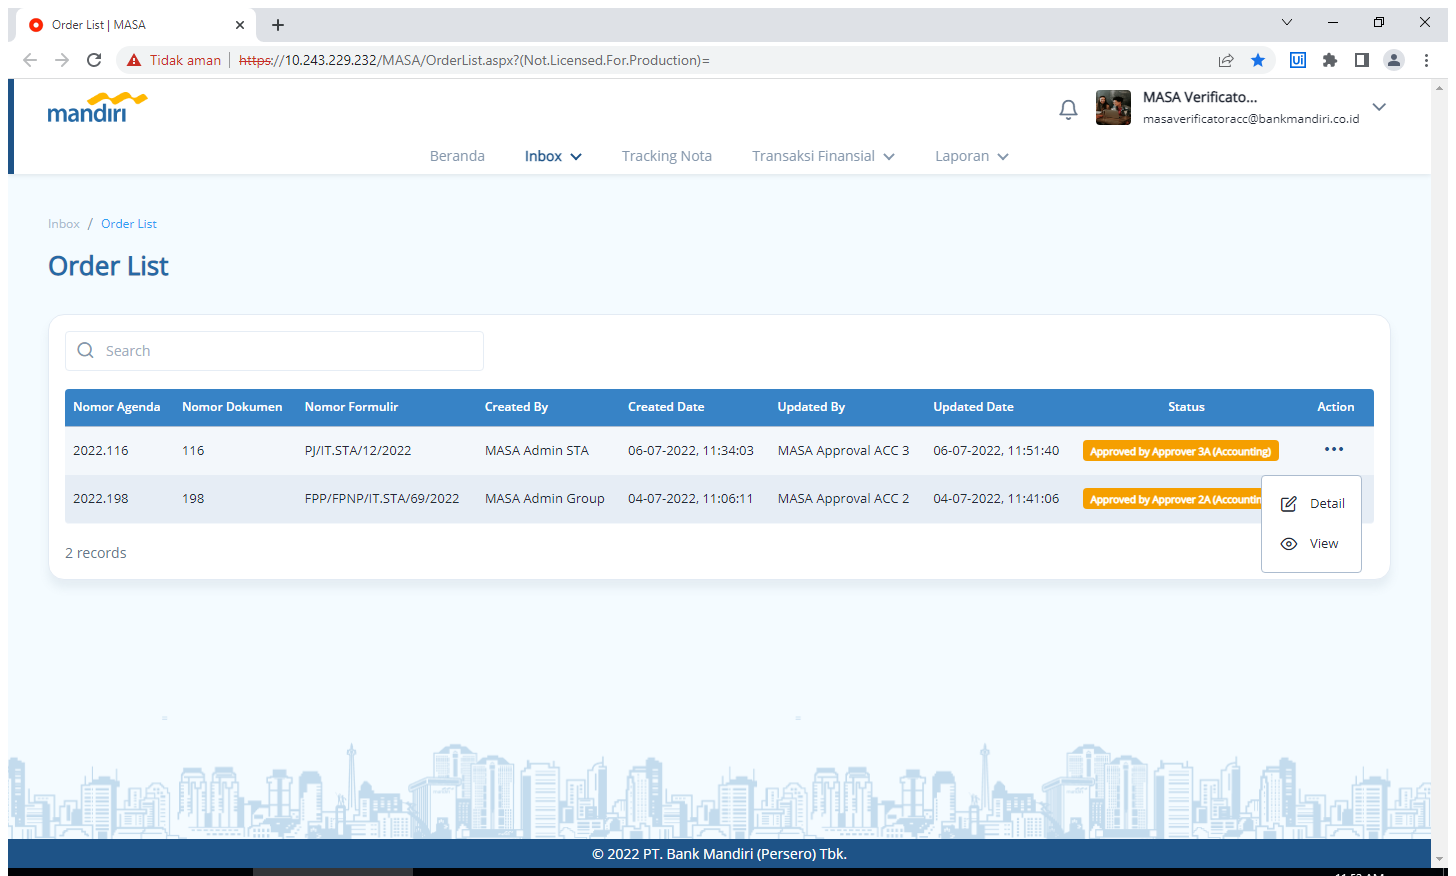 Order List | MASA
Tidak aman https://10.243.229.232/MASA/OrderList.aspx?(Not.Licensed.For.Production)=
Ui
mandiri
MASA Verificato...
masaverificatoracc@bankmandiri.co.id
Beranda Inbox Tracking Nota Transaksi Finansial Laporan
Inbox / Order List
Order List
Search
Nomor Agenda Nomor Dokumen Nomor Formulir Created By Created Date Updated By Updated Date Status Action
2022.116 116 PJ/IT.STA/12/2022 MASA Admin STA 06-07-2022, 11:34:03 MASA Approval ACC 3 06-07-2022, 11:51:40 Approved by Approver 3A (Accounting)
2022.198 198 FPP/FPNP/IT.STA/69/2022 MASA Admin Group 04-07-2022, 11:06:11 MASA Approval ACC 2 04-07-2022, 11:41:06 Approved by Approver 2A (Accountin
Detail
View
2 records
© 2022 PT. Bank Mandiri (Persero) Tbk.